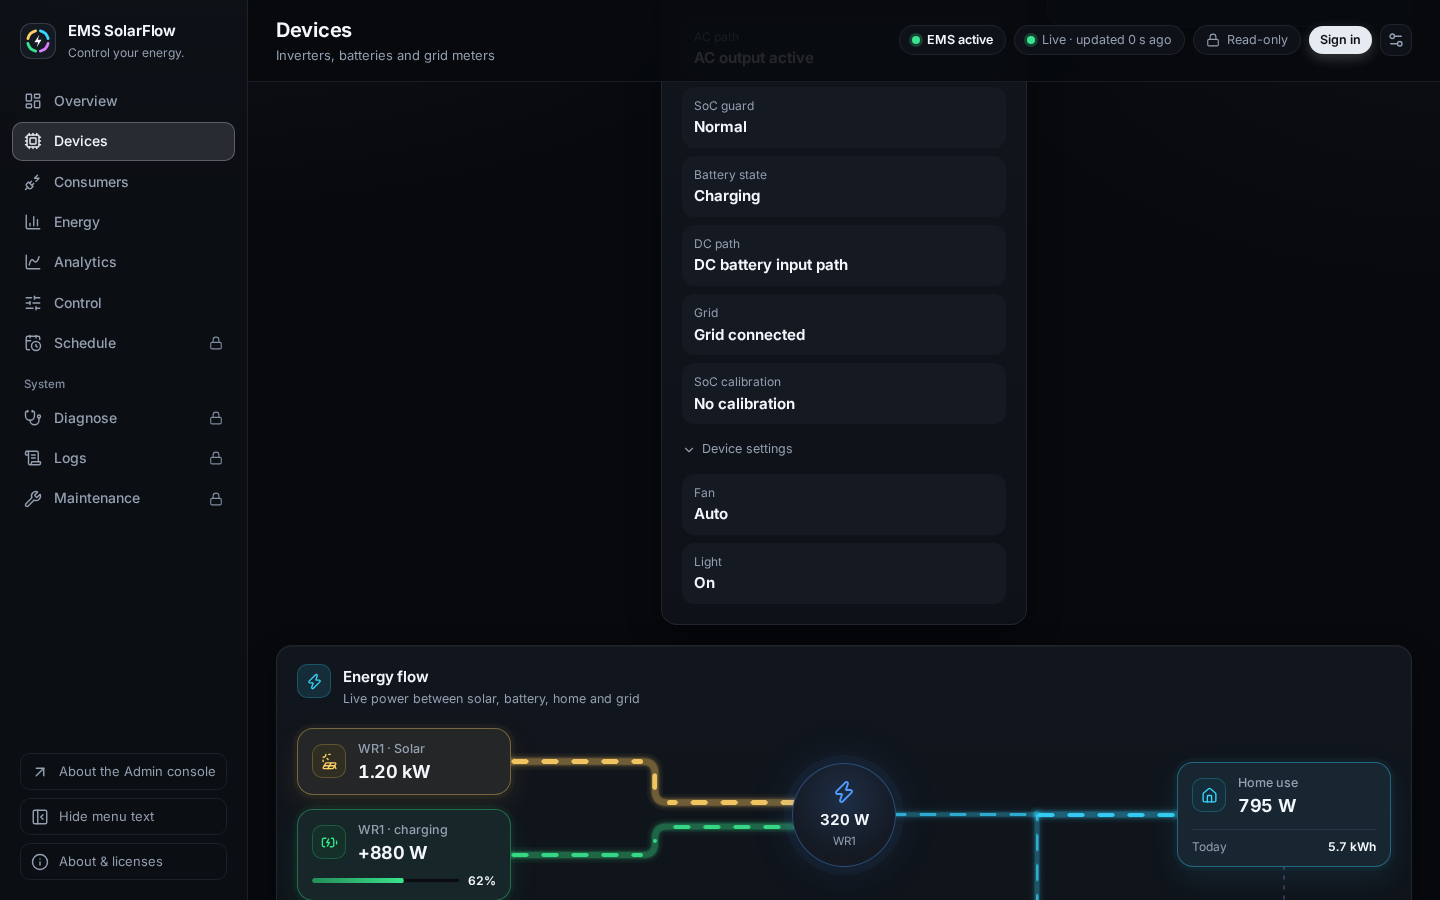 EMS SolarFlow
Control your energy.
Overview
Devices
Consumers
Energy
Analytics
Control
Schedule
System
Diagnose
Logs
Maintenance
About the Admin console
Hide menu text
About & licenses
Devices
Inverters, batteries and grid meters
EMS active
Live · updated 0 s ago
Read-only
Sign in
AC path
AC output active
SoC guard
Normal
Battery state
Charging
DC path
DC battery input path
Grid
Grid connected
SoC calibration
No calibration
Device settings
Fan
Auto
Light
On
Energy flow
Live power between solar, battery, home and grid
WR1 · Solar
1.20 kW
WR1 · charging
+880 W
62%
320 W
WR1
Home use
795 W
Today 5.7 kWh